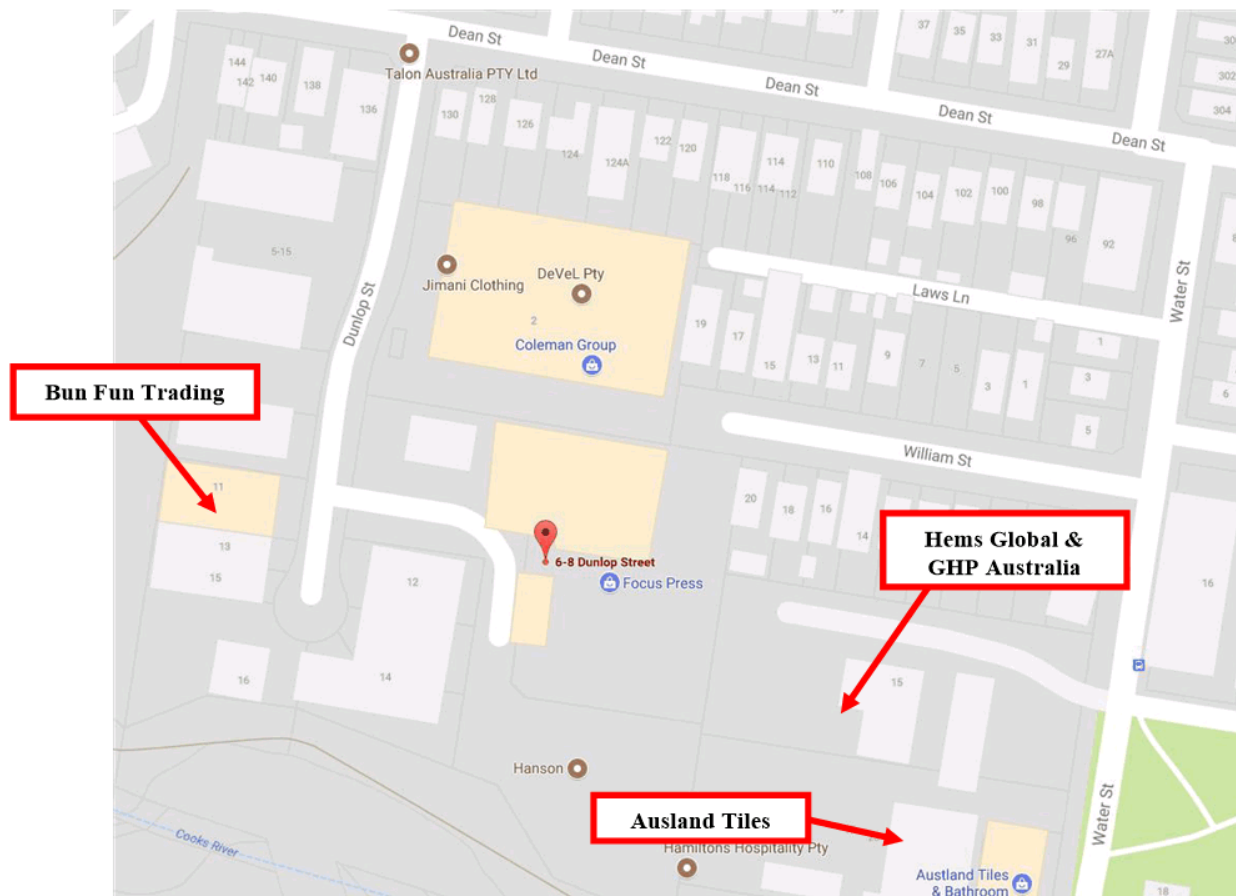 Dean St
Dean St
Dean St
Dean St
Dean St
Talon Australia PTY Ltd
37
35
33
31
29
27A
302
304
144
142
140
138
136
130
128
126
124
124A
122
120
118
116
114
114
112
110
108
106
104
102
100
98
96
92
5-15
Dunlop St
Jimani Clothing
DeVeL Pty
2
Coleman Group
Laws Ln
Water St
19
17
15
13
11
9
7
5
3
1
1
3
5
6
Bun Fun Trading
William St
11
13
15
12
14
16
20
18
16
14
6-8 Dunlop Street
Focus Press
Hems Global &
GHP Australia
16
15
Hanson
Cooks River
Ausland Tiles
Hamiltons Hospitality Pty
Austland Tiles
& Bathroom
Water St
18